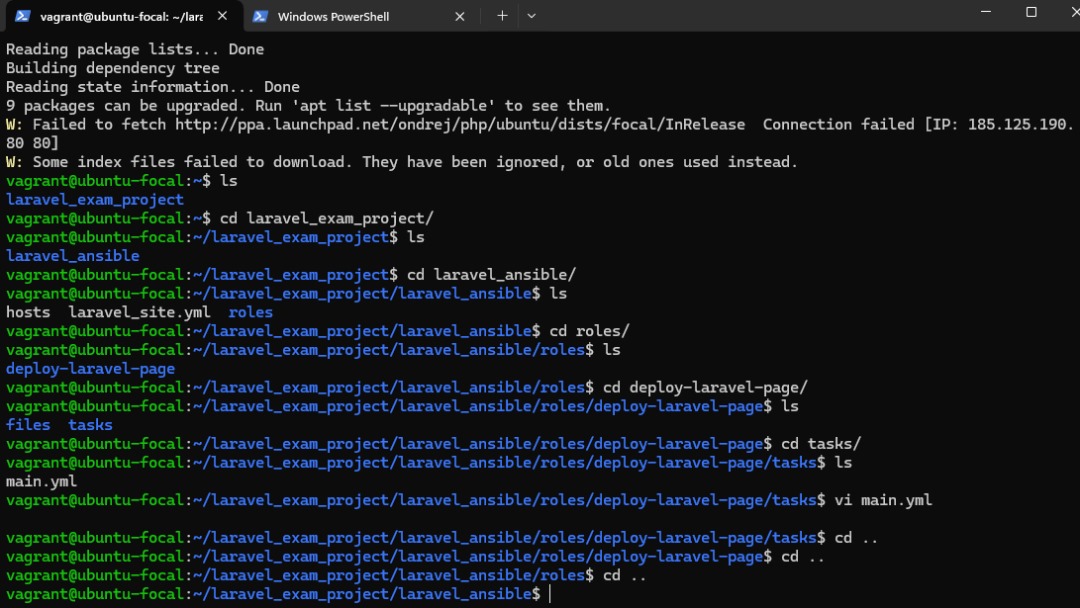 vagrant@ubuntu-focal: ~/lara
Windows PowerShell
Reading package lists... Done
Building dependency tree
Reading state information... Done
9 packages can be upgraded. Run 'apt list --upgradable' to see them.
W: Failed to fetch http://ppa.launchpad.net/ondrej/php/ubuntu/dists/focal/InRelease  Connection failed [IP: 185.125.190.
80 80]
W: Some index files failed to download. They have been ignored, or old ones used instead.
vagrant@ubuntu-focal:~$ ls
laravel_exam_project
vagrant@ubuntu-focal:~$ cd laravel_exam_project/
vagrant@ubuntu-focal:~/laravel_exam_project$ ls
laravel_ansible
vagrant@ubuntu-focal:~/laravel_exam_project$ cd laravel_ansible/
vagrant@ubuntu-focal:~/laravel_exam_project/laravel_ansible$ ls
hosts  laravel_site.yml  roles
vagrant@ubuntu-focal:~/laravel_exam_project/laravel_ansible$ cd roles/
vagrant@ubuntu-focal:~/laravel_exam_project/laravel_ansible/roles$ ls
deploy-laravel-page
vagrant@ubuntu-focal:~/laravel_exam_project/laravel_ansible/roles$ cd deploy-laravel-page/
vagrant@ubuntu-focal:~/laravel_exam_project/laravel_ansible/roles/deploy-laravel-page$ ls
files  tasks
vagrant@ubuntu-focal:~/laravel_exam_project/laravel_ansible/roles/deploy-laravel-page$ cd tasks/
vagrant@ubuntu-focal:~/laravel_exam_project/laravel_ansible/roles/deploy-laravel-page/tasks$ ls
main.yml
vagrant@ubuntu-focal:~/laravel_exam_project/laravel_ansible/roles/deploy-laravel-page/tasks$ vi main.yml
vagrant@ubuntu-focal:~/laravel_exam_project/laravel_ansible/roles/deploy-laravel-page/tasks$ cd ..
vagrant@ubuntu-focal:~/laravel_exam_project/laravel_ansible/roles/deploy-laravel-page$ cd ..
vagrant@ubuntu-focal:~/laravel_exam_project/laravel_ansible/roles$ cd ..
vagrant@ubuntu-focal:~/laravel_exam_project/laravel_ansible$